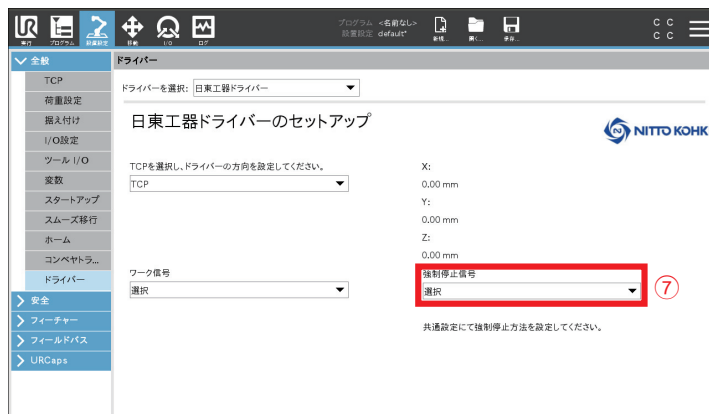 UR
実行
プログラム
設置設定
移動
I/O
ログ
プログラム <名前なし>
設置設定 default*
新規...
開く...
保存...
C C
C C
全般
TCP
荷重設定
据え付け
I/O設定
ツール I/O
変数
スタートアップ
スムーズ移行
ホーム
コンベヤトラ...
ドライバー
安全
フィーチャー
フィールドバス
URCaps
ドライバー
ドライバーを選択: 日東工器ドライバー
日東工器ドライバーのセットアップ
NITTO KOHK
TCPを選択し、ドライバーの方向を設定してください。
TCP
X:
0.00 mm
Y:
0.00 mm
Z:
0.00 mm
ワーク信号
選択
強制停止信号
選択
⑦
共通設定にて強制停止方法を設定してください。